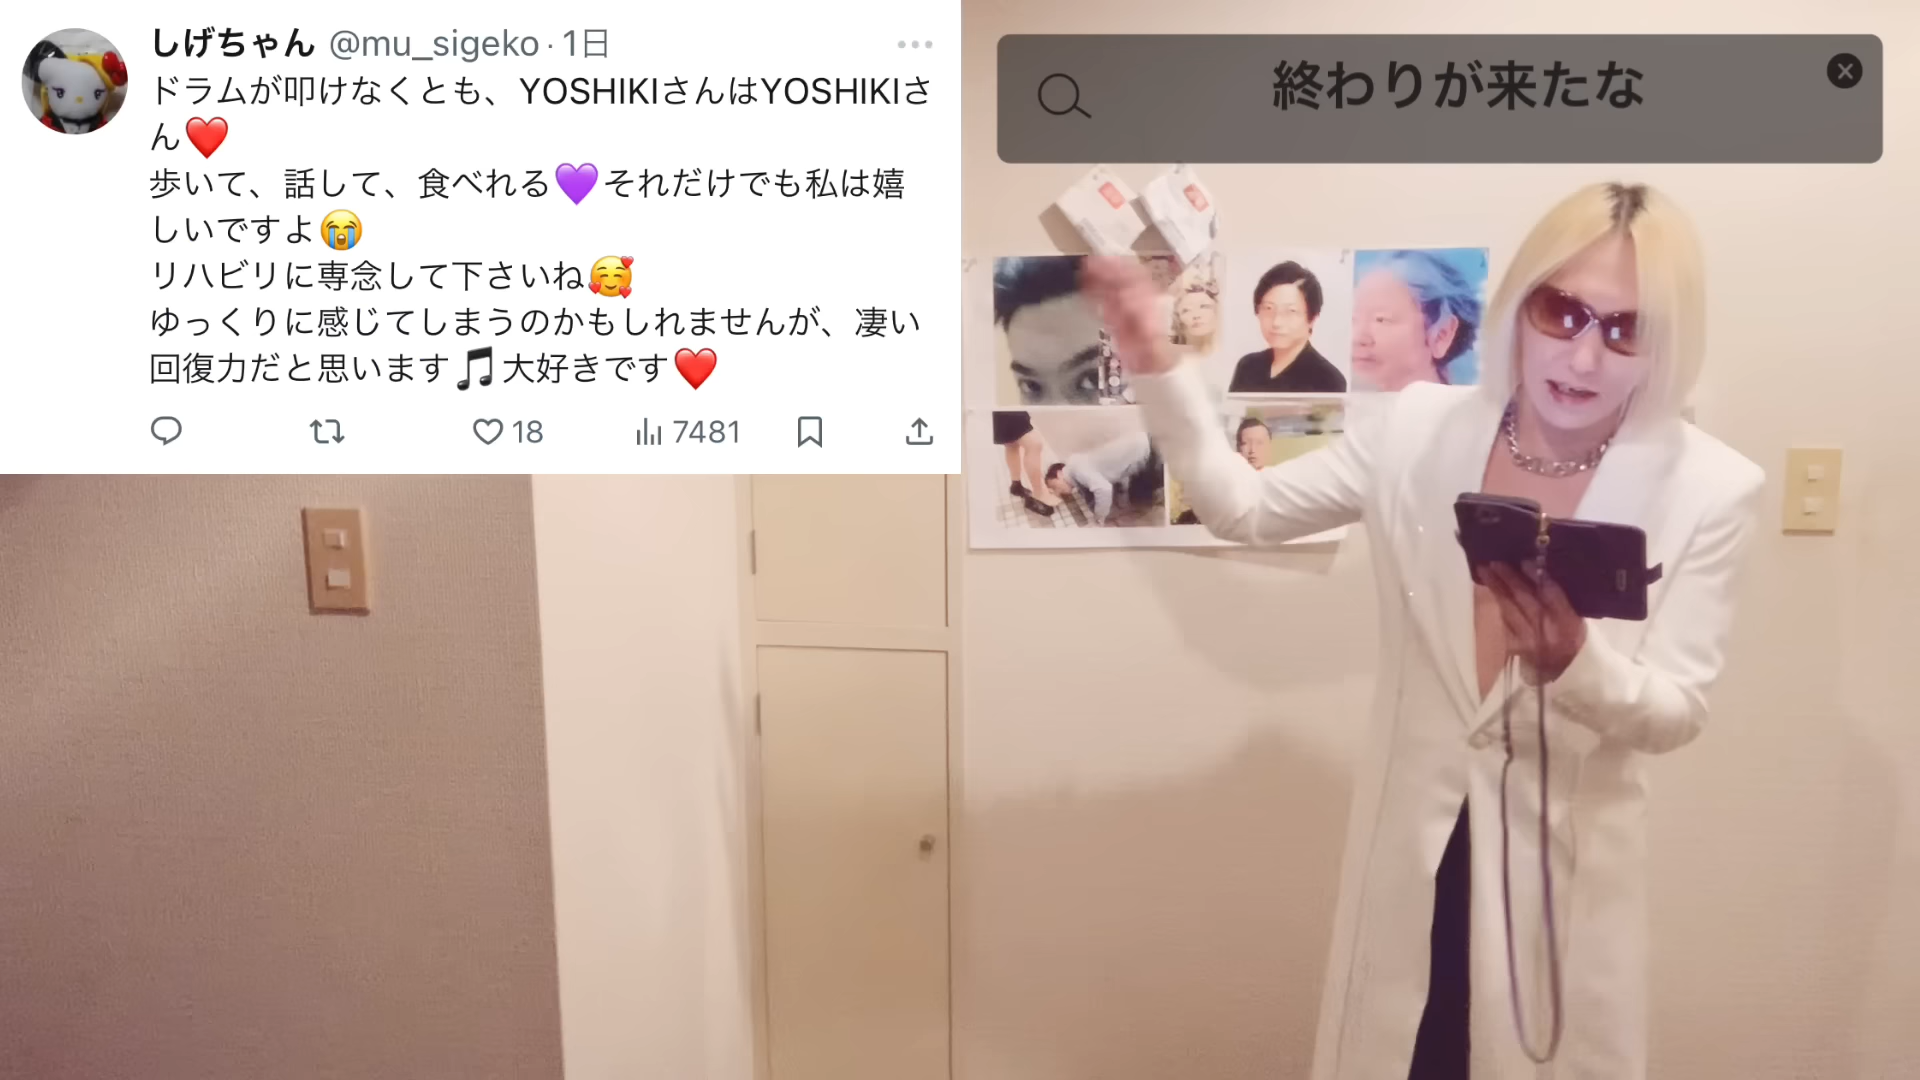 しげちゃん @mu_sigeko · 1日
ドラムが叩けなくとも、YOSHIKIさんはYOSHIKIさ
ん❤️
歩いて、話して、食べれる💜それだけでも私は嬉
しいですよ😭
リハビリに専念して下さいね🥰
ゆっくりに感じてしまうのかもしれませんが、凄い
回復力だと思います🎵大好きです❤️
18 7481
終わりが来たな